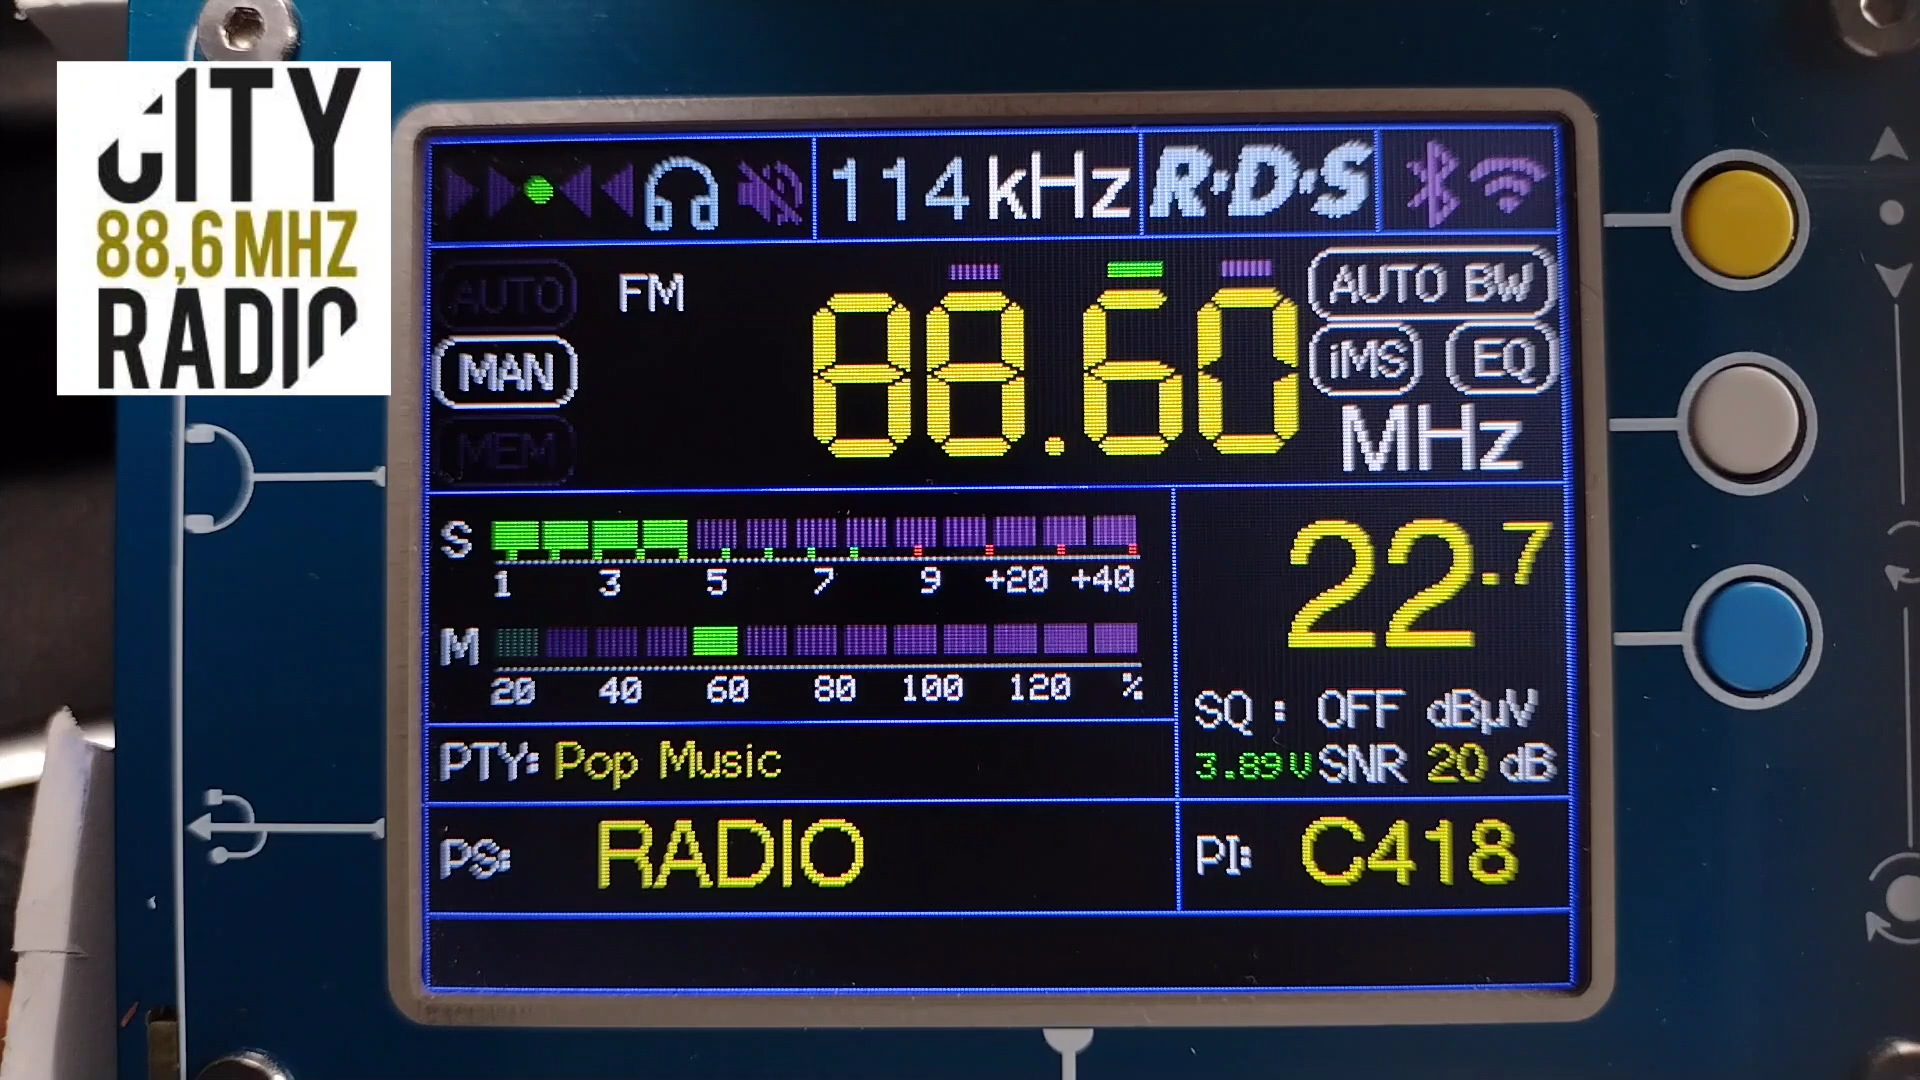 CITY
88,6 MHZ
RADIO
114 kHz R·D·S
AUTO FM 88.60 AUTO BW
MAN iMS EQ
MEM MHz
S 1 3 5 7 9 +20 +40
22.7
M 20 40 60 80 100 120 %
SQ : OFF dBµV
PTY: Pop Music
3.89V SNR 20 dB
PS: RADIO
PI: C418